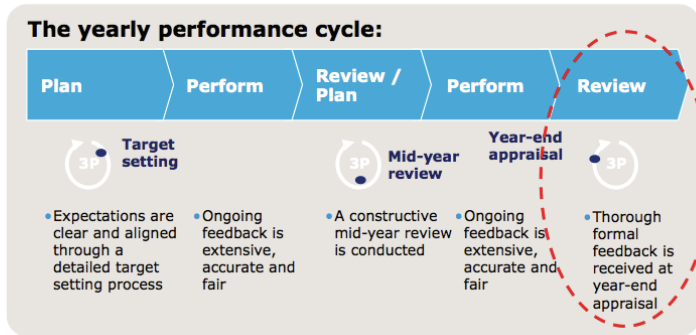 The yearly performance cycle:
Plan
Perform
Review /
Plan
Perform
Review
3P
Target
setting
3P
Mid-year
review
Year-end
appraisal
3P
•Expectations are
clear and aligned
through a
detailed target
setting process
•Ongoing
feedback is
extensive,
accurate and
fair
•A constructive
mid-year review
is conducted
•Ongoing
feedback is
extensive,
accurate and
fair
•Thorough
formal
feedback is
received at
year-end
appraisal